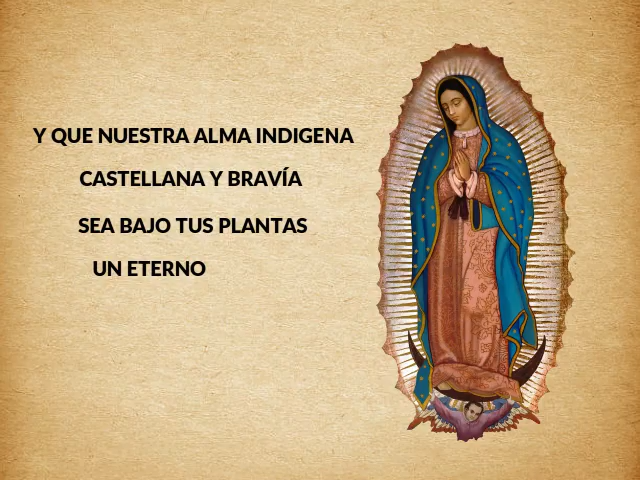 Y QUE NUESTRA ALMA INDIGENA
CASTELLANA Y BRAVÍA
SEA BAJO TUS PLANTAS
UN ETERNO